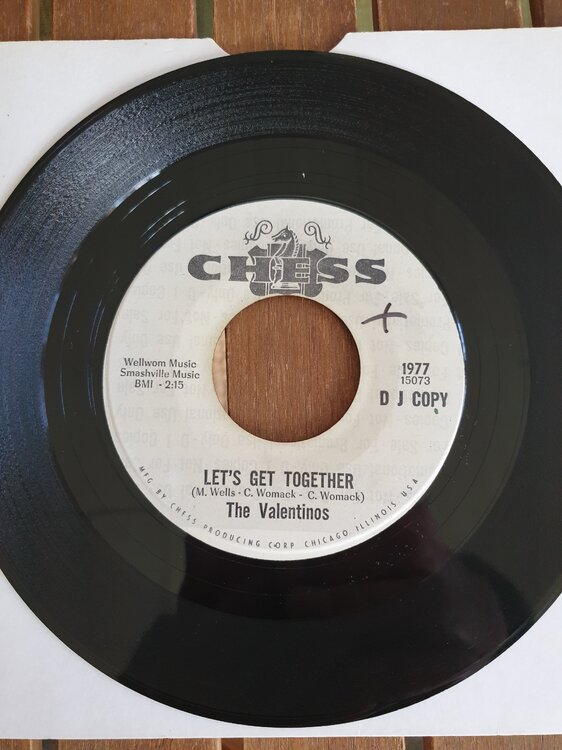 CHESS
Wellwom Music
Smashville Music
BMI - 2:15
1977
15073
D J COPY
LET'S GET TOGETHER
(M. Wells - C. Womack - C. Womack)
The Valentinos
MFG BY CHESS PRODUCING CORP CHICAGO ILLINOIS, U.S.A.